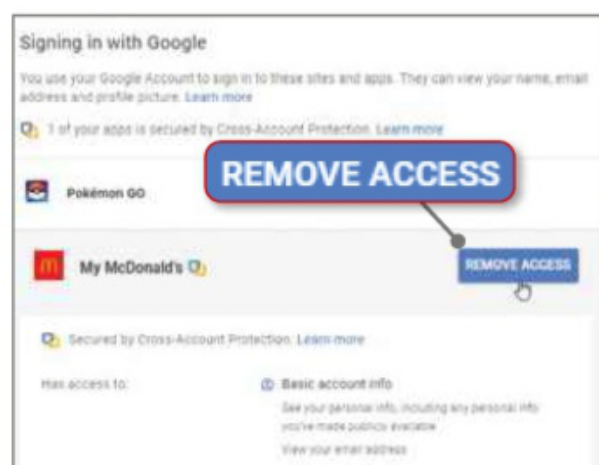 Signing in with Google
You use your Google Account to sign in to these sites and apps. They can view your name, email
address and profile picture. Learn more
1 of your apps is secured by Cross-Account Protection. Learn more
REMOVE ACCESS
Pokémon GO
My McDonald's
REMOVE ACCESS
Secured by Cross-Account Protection. Learn more
Has access to:
Basic account info
See your personal info, including any personal info
you've made publicly available
View your email address